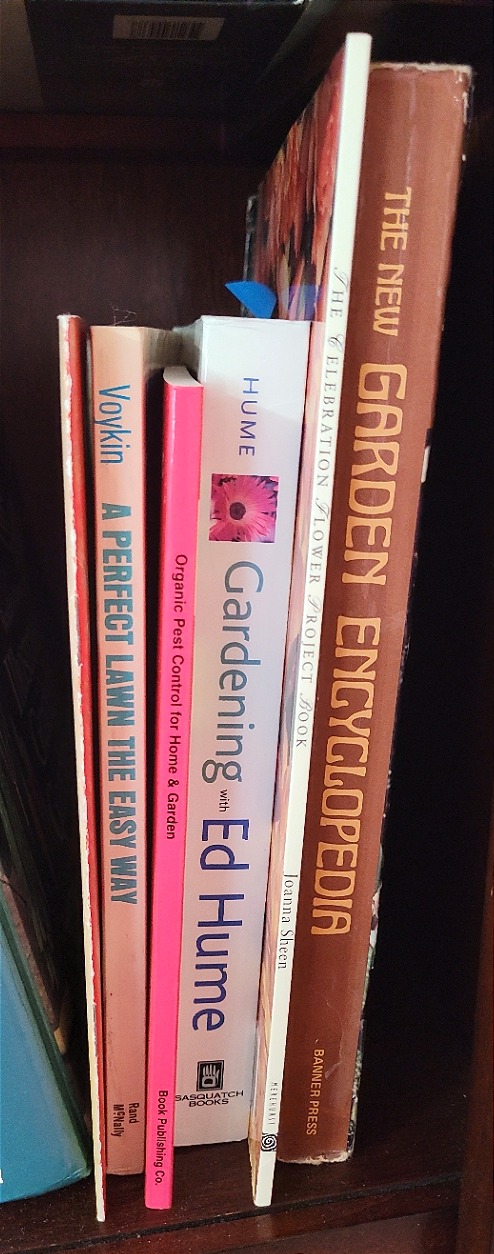 Voykin A PERFECT LAWN THE EASY WAY
Rand
McNally
Organic Pest Control for Home & Garden Book Publishing Co.
HUME
Gardening with Ed Hume
SASQUATCH
BOOKS
THE CELEBRATION FLOWER PROJECT BOOK Joanna Sheen MEREHURST
THE NEW GARDEN ENCYCLOPEDIA BANNER PRESS